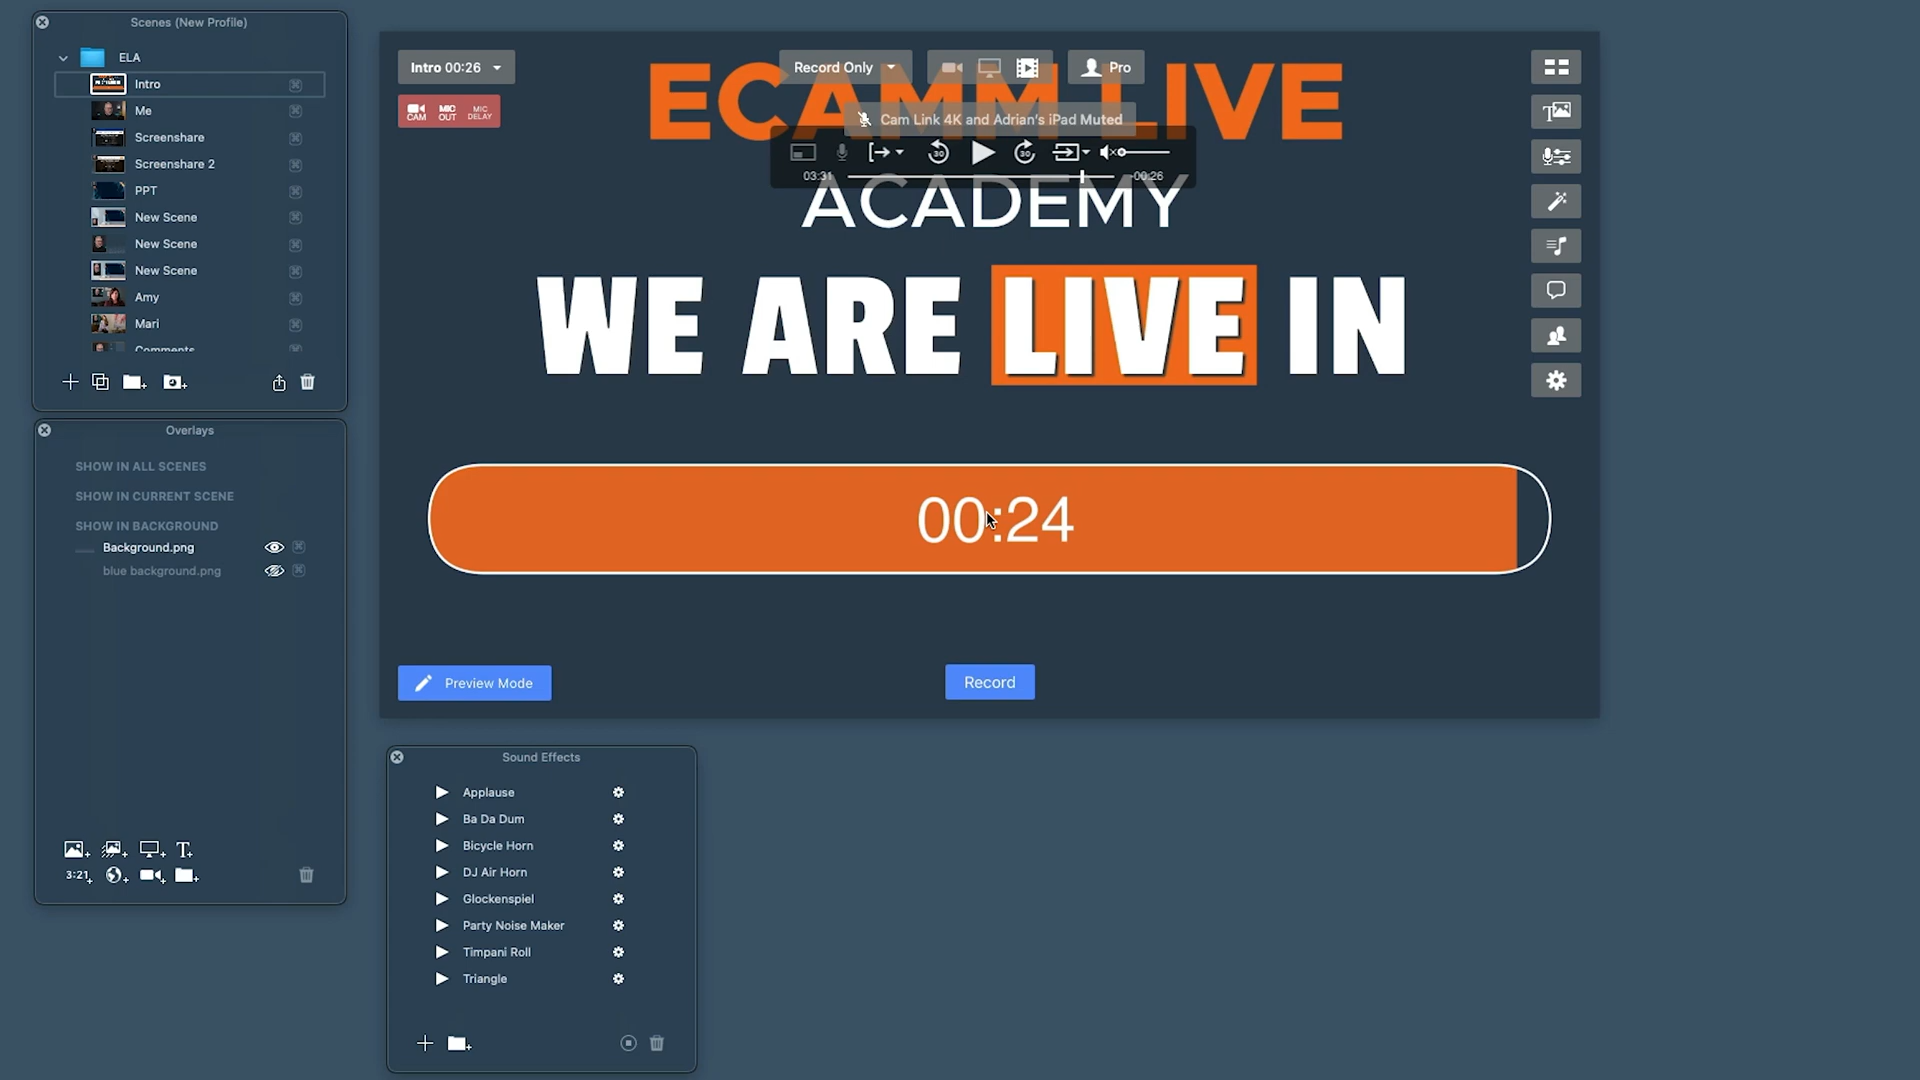 Scenes (New Profile)
ELA
Intro
Me
Screenshare
Screenshare 2
PPT
New Scene
New Scene
New Scene
Amy
Mari
Comments
Overlays
SHOW IN ALL SCENES
SHOW IN CURRENT SCENE
SHOW IN BACKGROUND
Background.png
blue background.png
3:21
Intro 00:26
CAM
MIC OUT
MIC DELAY
Record Only
Pro
ECAMM LIVE
Cam Link 4K and Adrian's iPad Muted
30
30
03:31
-00:26
ACADEMY
WE ARE LIVE IN
00:24
Preview Mode
Record
Sound Effects
Applause
Ba Da Dum
Bicycle Horn
DJ Air Horn
Glockenspiel
Party Noise Maker
Timpani Roll
Triangle